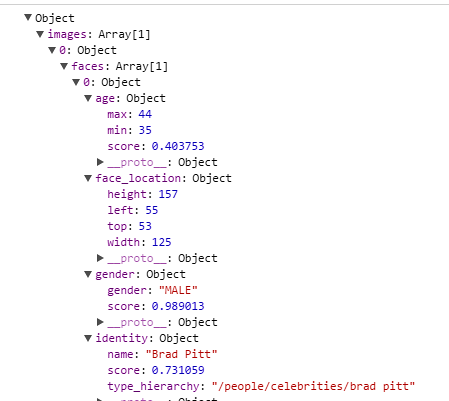 ▼Object
▼images: Array[1]
▼0: Object
▼faces: Array[1]
▼0: Object
▼age: Object
max: 44
min: 35
score: 0.403753
▶__proto__: Object
▼face_location: Object
height: 157
left: 55
top: 53
width: 125
▶__proto__: Object
▼gender: Object
gender: "MALE"
score: 0.989013
▶__proto__: Object
▼identity: Object
name: "Brad Pitt"
score: 0.731059
type_hierarchy: "/people/celebrities/brad pitt"